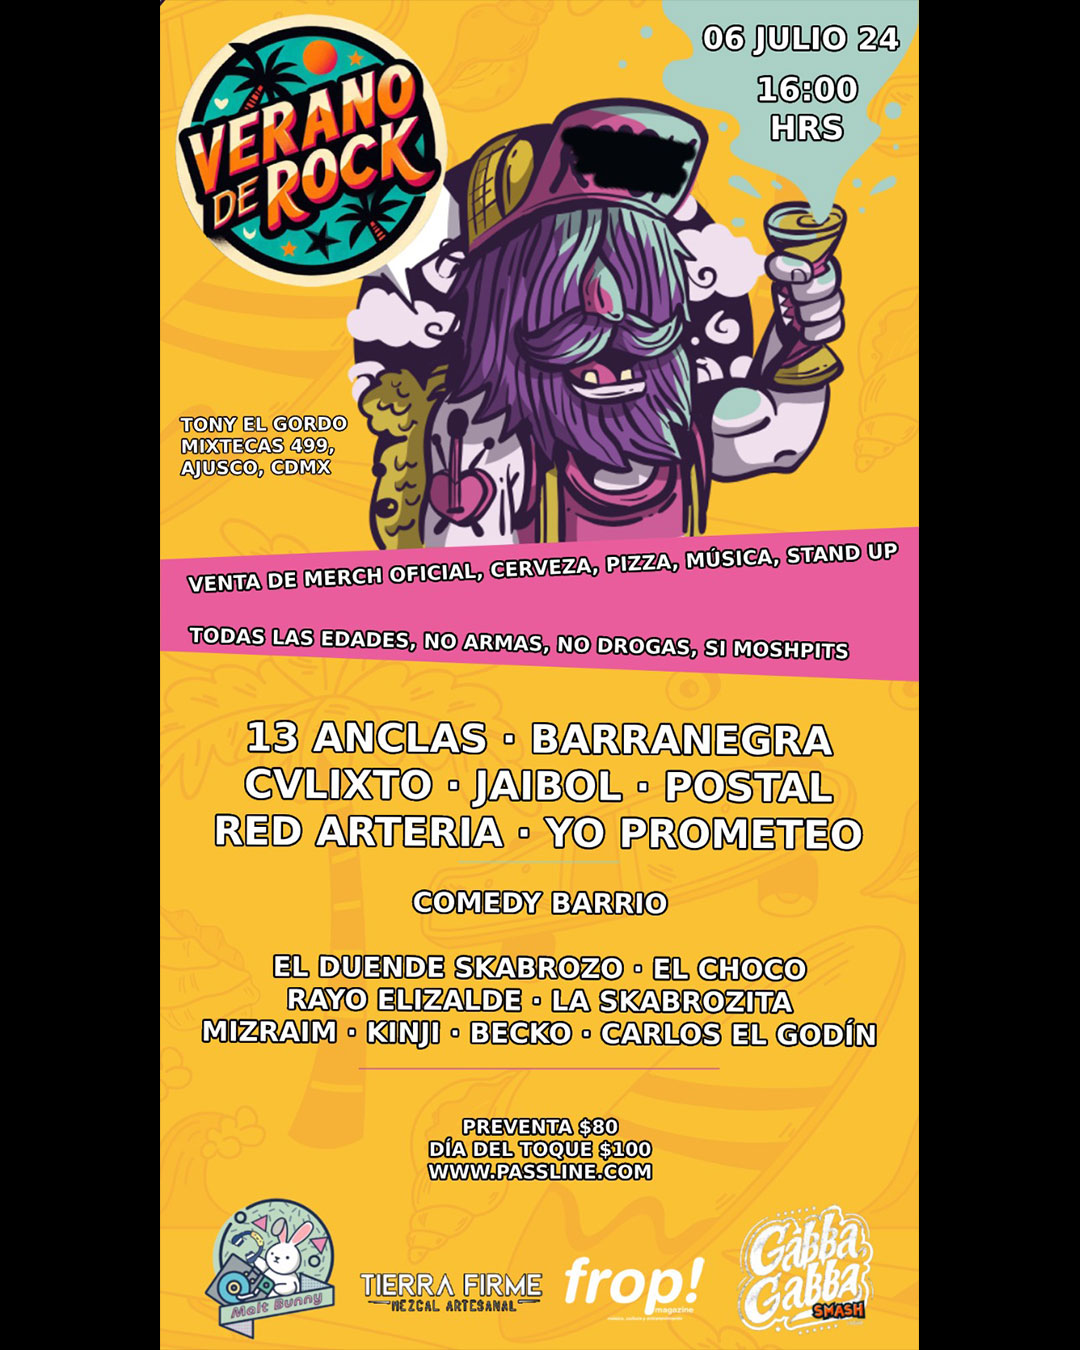 VERANO
DE ROCK
06 JULIO 24
16:00
HRS
TONY EL GORDO
MIXTECAS 499,
AJUSCO, CDMX
VENTA DE MERCH OFICIAL, CERVEZA, PIZZA, MÚSICA, STAND UP
TODAS LAS EDADES, NO ARMAS, NO DROGAS, SI MOSHPITS
13 ANCLAS · BARRANEGRA
CVLIXTO · JAIBOL · POSTAL
RED ARTERIA · YO PROMETEO
COMEDY BARRIO
EL DUENDE SKABROZO · EL CHOCO
RAYO ELIZALDE · LA SKABROZITA
MIZRAIM · KINJI · BECKO · CARLOS EL GODÍN
PREVENTA $80
DÍA DEL TOQUE $100
WWW.PASSLINE.COM
Malt Bunny
TIERRA FIRME
MEZCAL ARTESANAL
frop!
magazine
Gabba
Gabba
SMASH